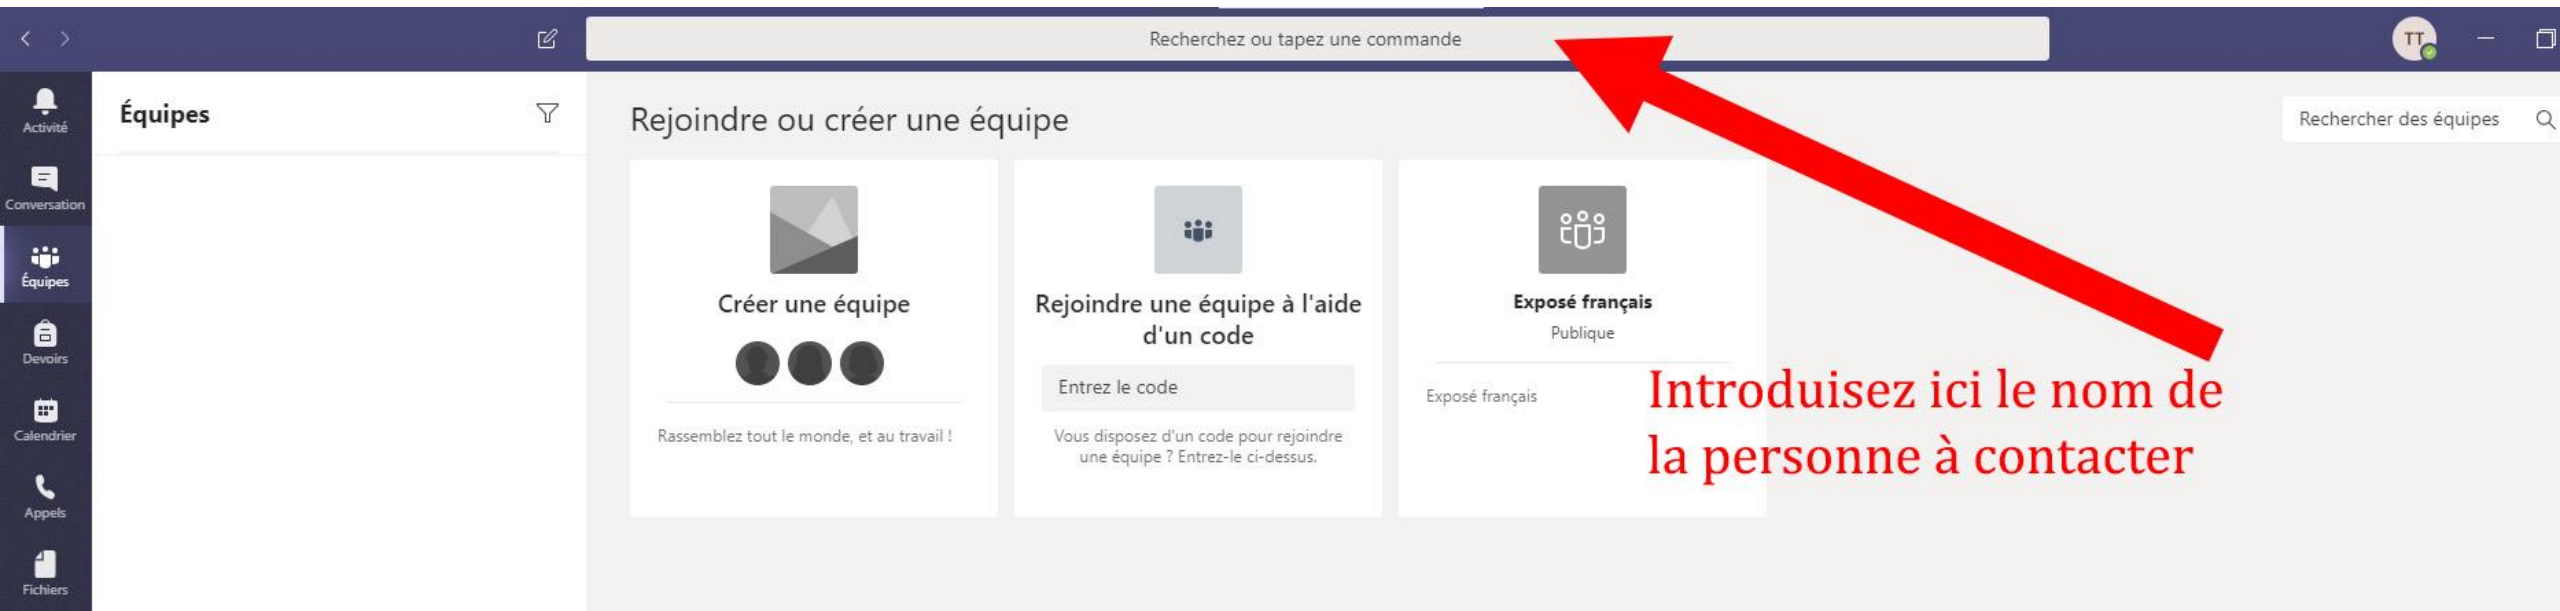 Recherchez ou tapez une commande
TT
Activité
Conversation
Équipes
Devoirs
Calendrier
Appels
Fichiers
Équipes
Rejoindre ou créer une équipe
Rechercher des équipes
Créer une équipe
Rassemblez tout le monde, et au travail !
Rejoindre une équipe à l'aide
d'un code
Entrez le code
Vous disposez d'un code pour rejoindre
une équipe ? Entrez-le ci-dessus.
Exposé français
Publique
Exposé français
Introduisez ici le nom de
la personne à contacter